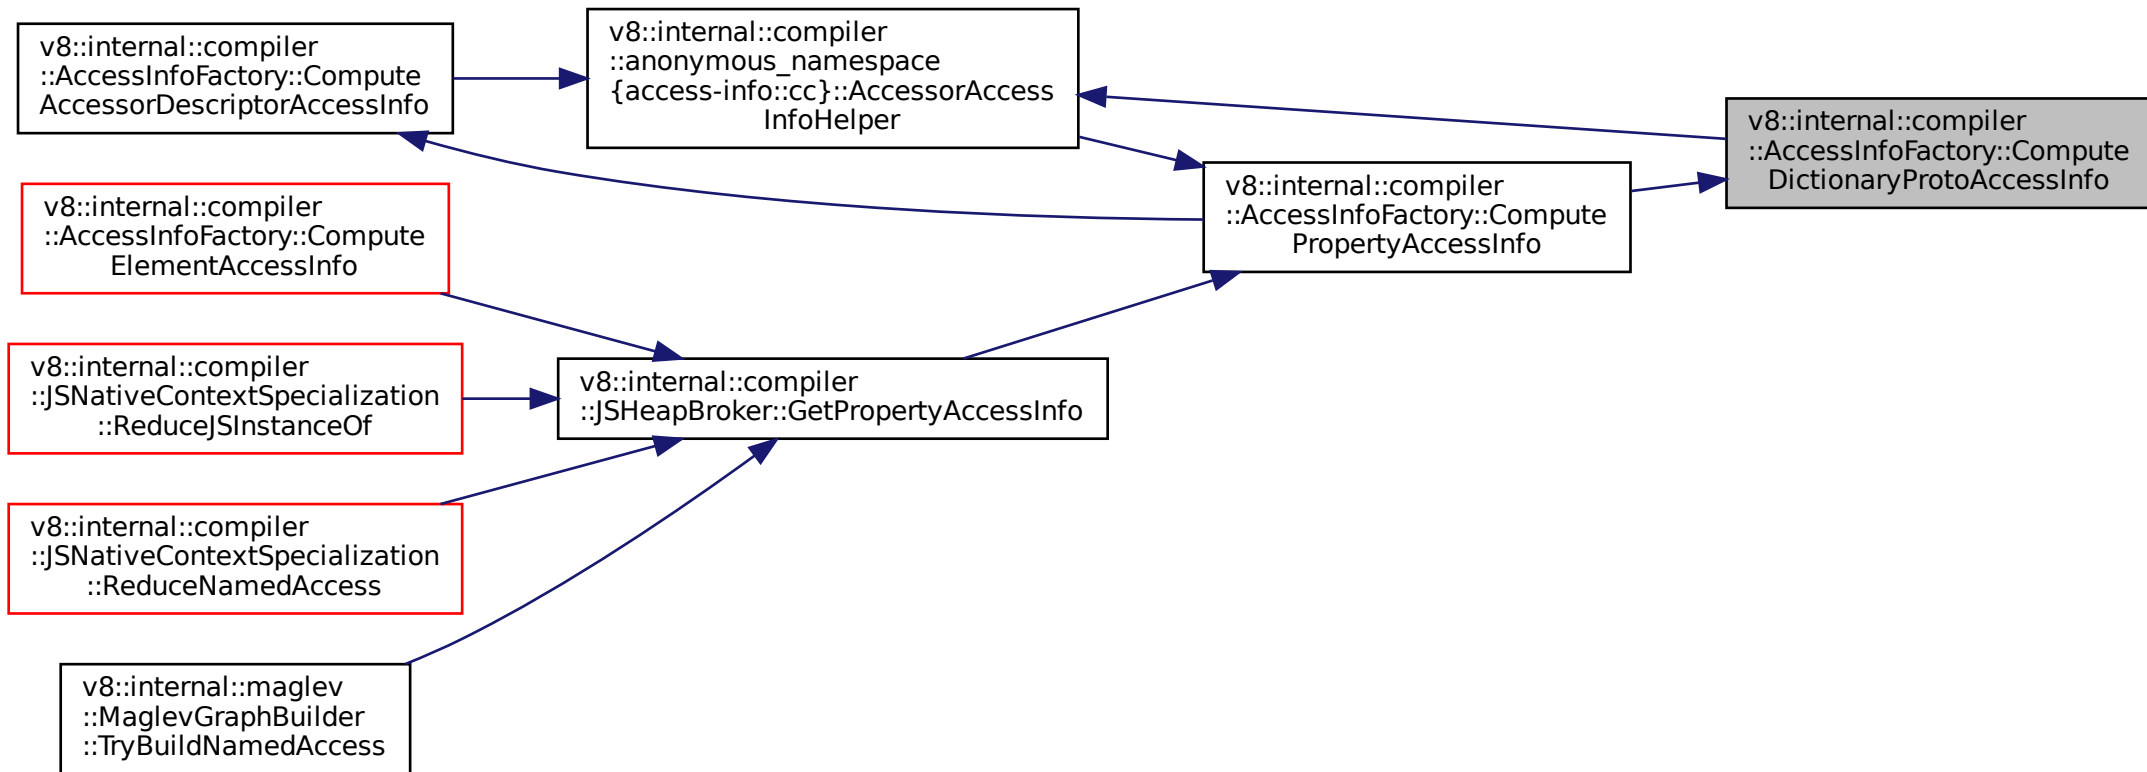 v8::internal::compiler
::AccessInfoFactory::Compute
AccessorDescriptorAccessInfo
v8::internal::compiler
::anonymous_namespace
{access-info::cc}::AccessorAccess
InfoHelper
v8::internal::compiler
::AccessInfoFactory::Compute
DictionaryProtoAccessInfo
v8::internal::compiler
::AccessInfoFactory::Compute
PropertyAccessInfo
v8::internal::compiler
::AccessInfoFactory::Compute
ElementAccessInfo
v8::internal::compiler
::JSNativeContextSpecialization
::ReduceJSInstanceOf
v8::internal::compiler
::JSHeapBroker::GetPropertyAccessInfo
v8::internal::compiler
::JSNativeContextSpecialization
::ReduceNamedAccess
v8::internal::maglev
::MaglevGraphBuilder
::TryBuildNamedAccess